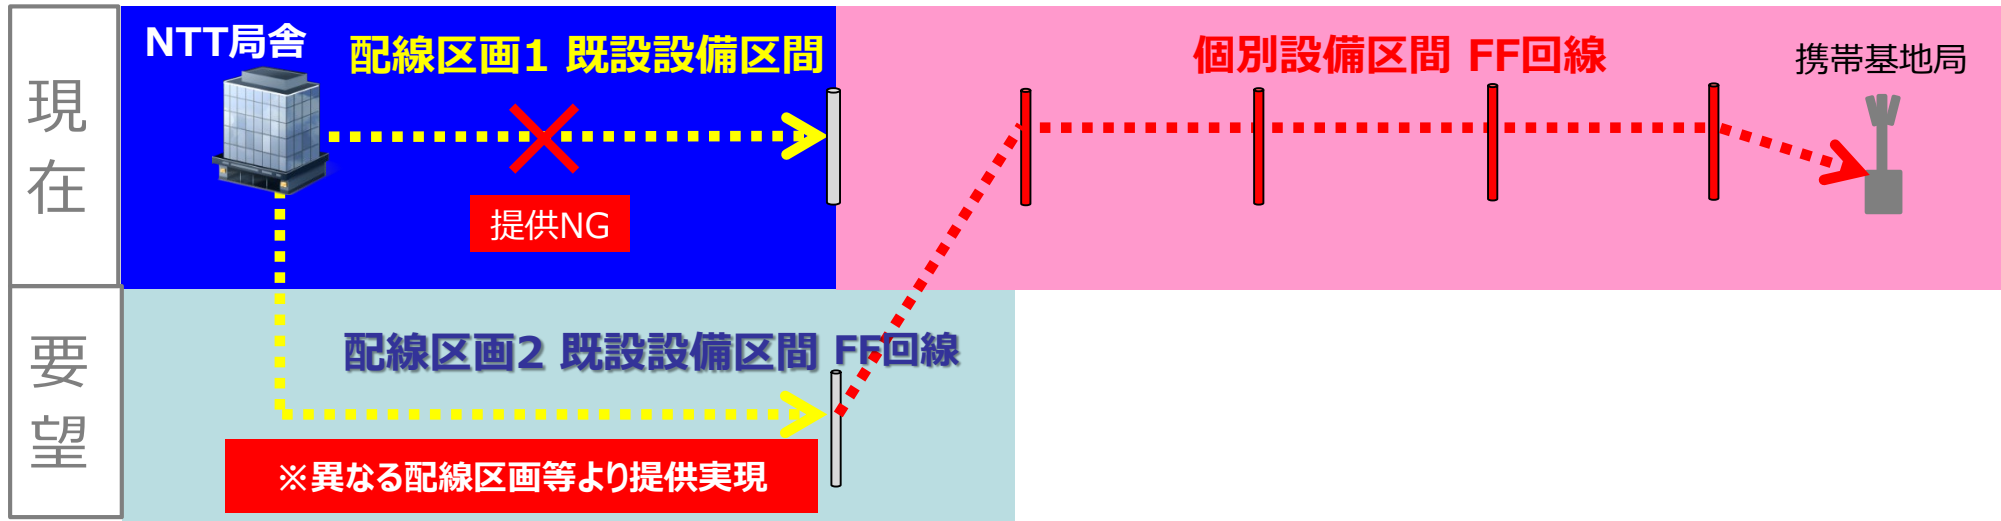 現在
NTT局舎
配線区画1 既設設備区間
提供NG
個別設備区間 FF回線
携帯基地局
要望
配線区画2 既設設備区間 FF回線
※異なる配線区画等より提供実現